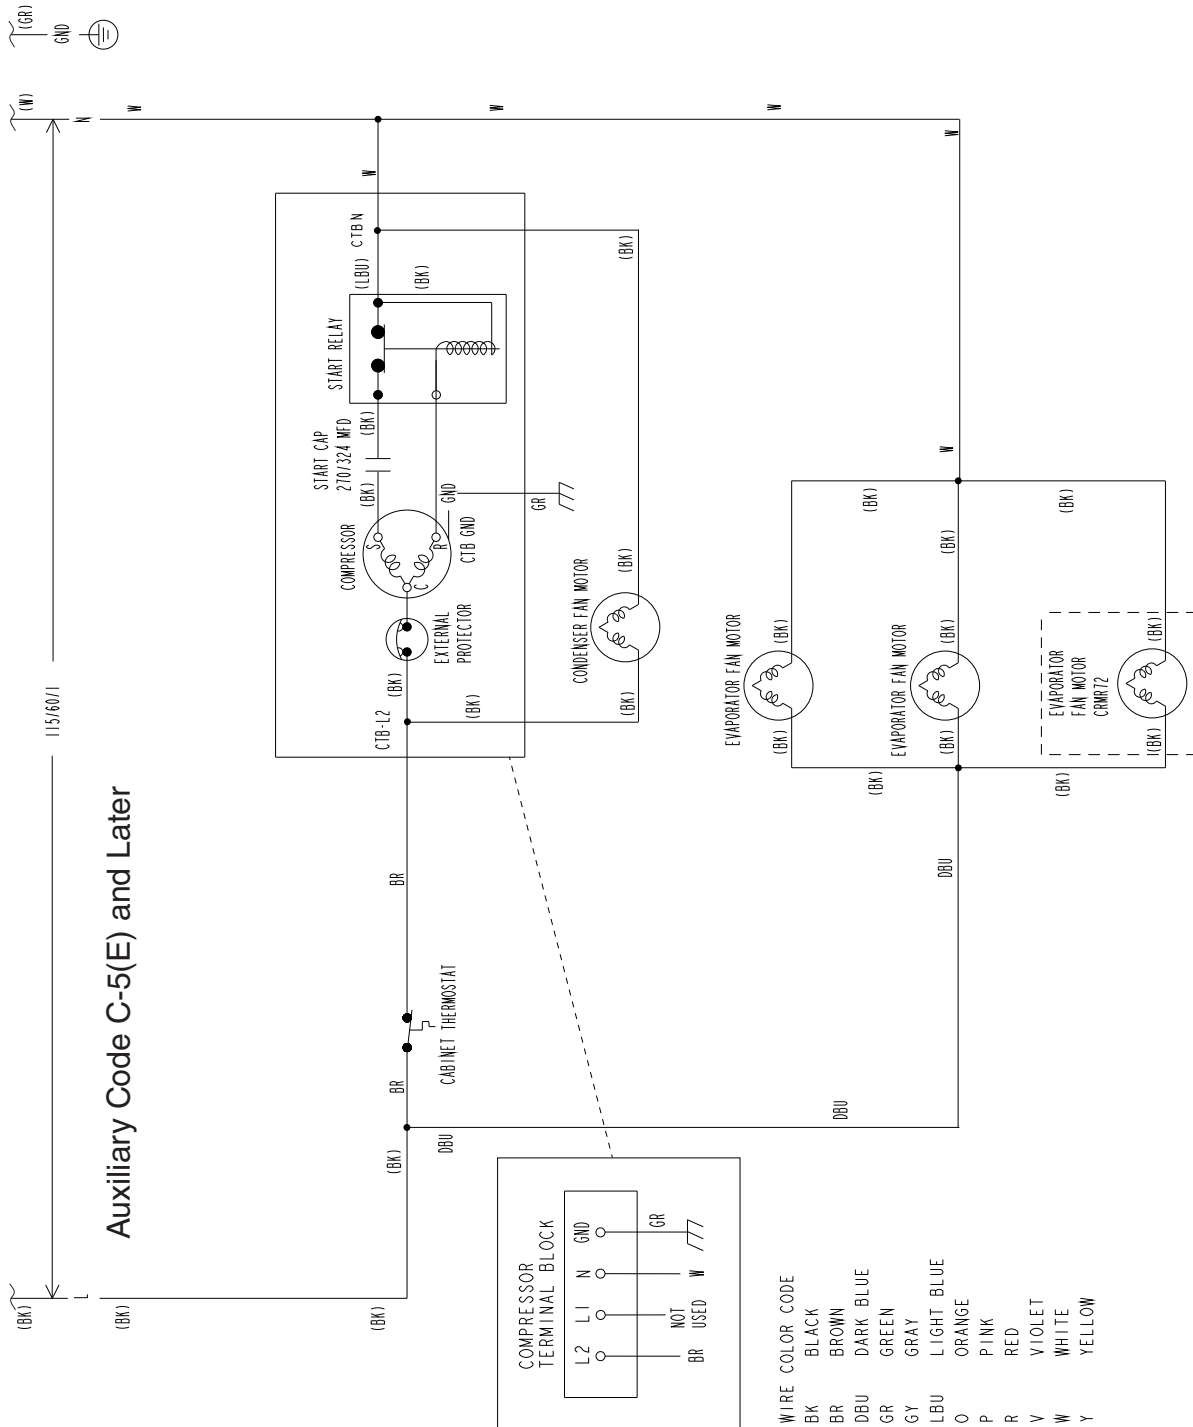 Auxiliary Code C-5(E) and Later
115/60/1
(BK)
L
(BK)
(BK)
(W)
N
W
(GR)
GND
W
W
W
W
W
(BK)
BR
CABINET THERMOSTAT
BR
DBU
DBU
DBU
CTB-L2
(BK)
(BK)
EXTERNAL
PROTECTOR
COMPRESSOR
C
S
R
GND
CTB GND
GR
START CAP
270/324 MFD
(BK)
(BK)
START RELAY
(LBU)
(BK)
CTB N
CONDENSER FAN MOTOR
(BK)
(BK)
(BK)
EVAPORATOR FAN MOTOR
(BK)
(BK)
(BK)
(BK)
EVAPORATOR FAN MOTOR
(BK)
(BK)
(BK)
EVAPORATOR
FAN MOTOR
CRMR72
(BK)
(BK)
(BK)
(BK)
W
COMPRESSOR
TERMINAL BLOCK
L2
L1
N
GND
BR
NOT
USED
W
GR
WIRE COLOR CODE
BK BLACK
BR BROWN
DBU DARK BLUE
GR GREEN
GY GRAY
LBU LIGHT BLUE
O ORANGE
P PINK
R RED
V VIOLET
W WHITE
Y YELLOW